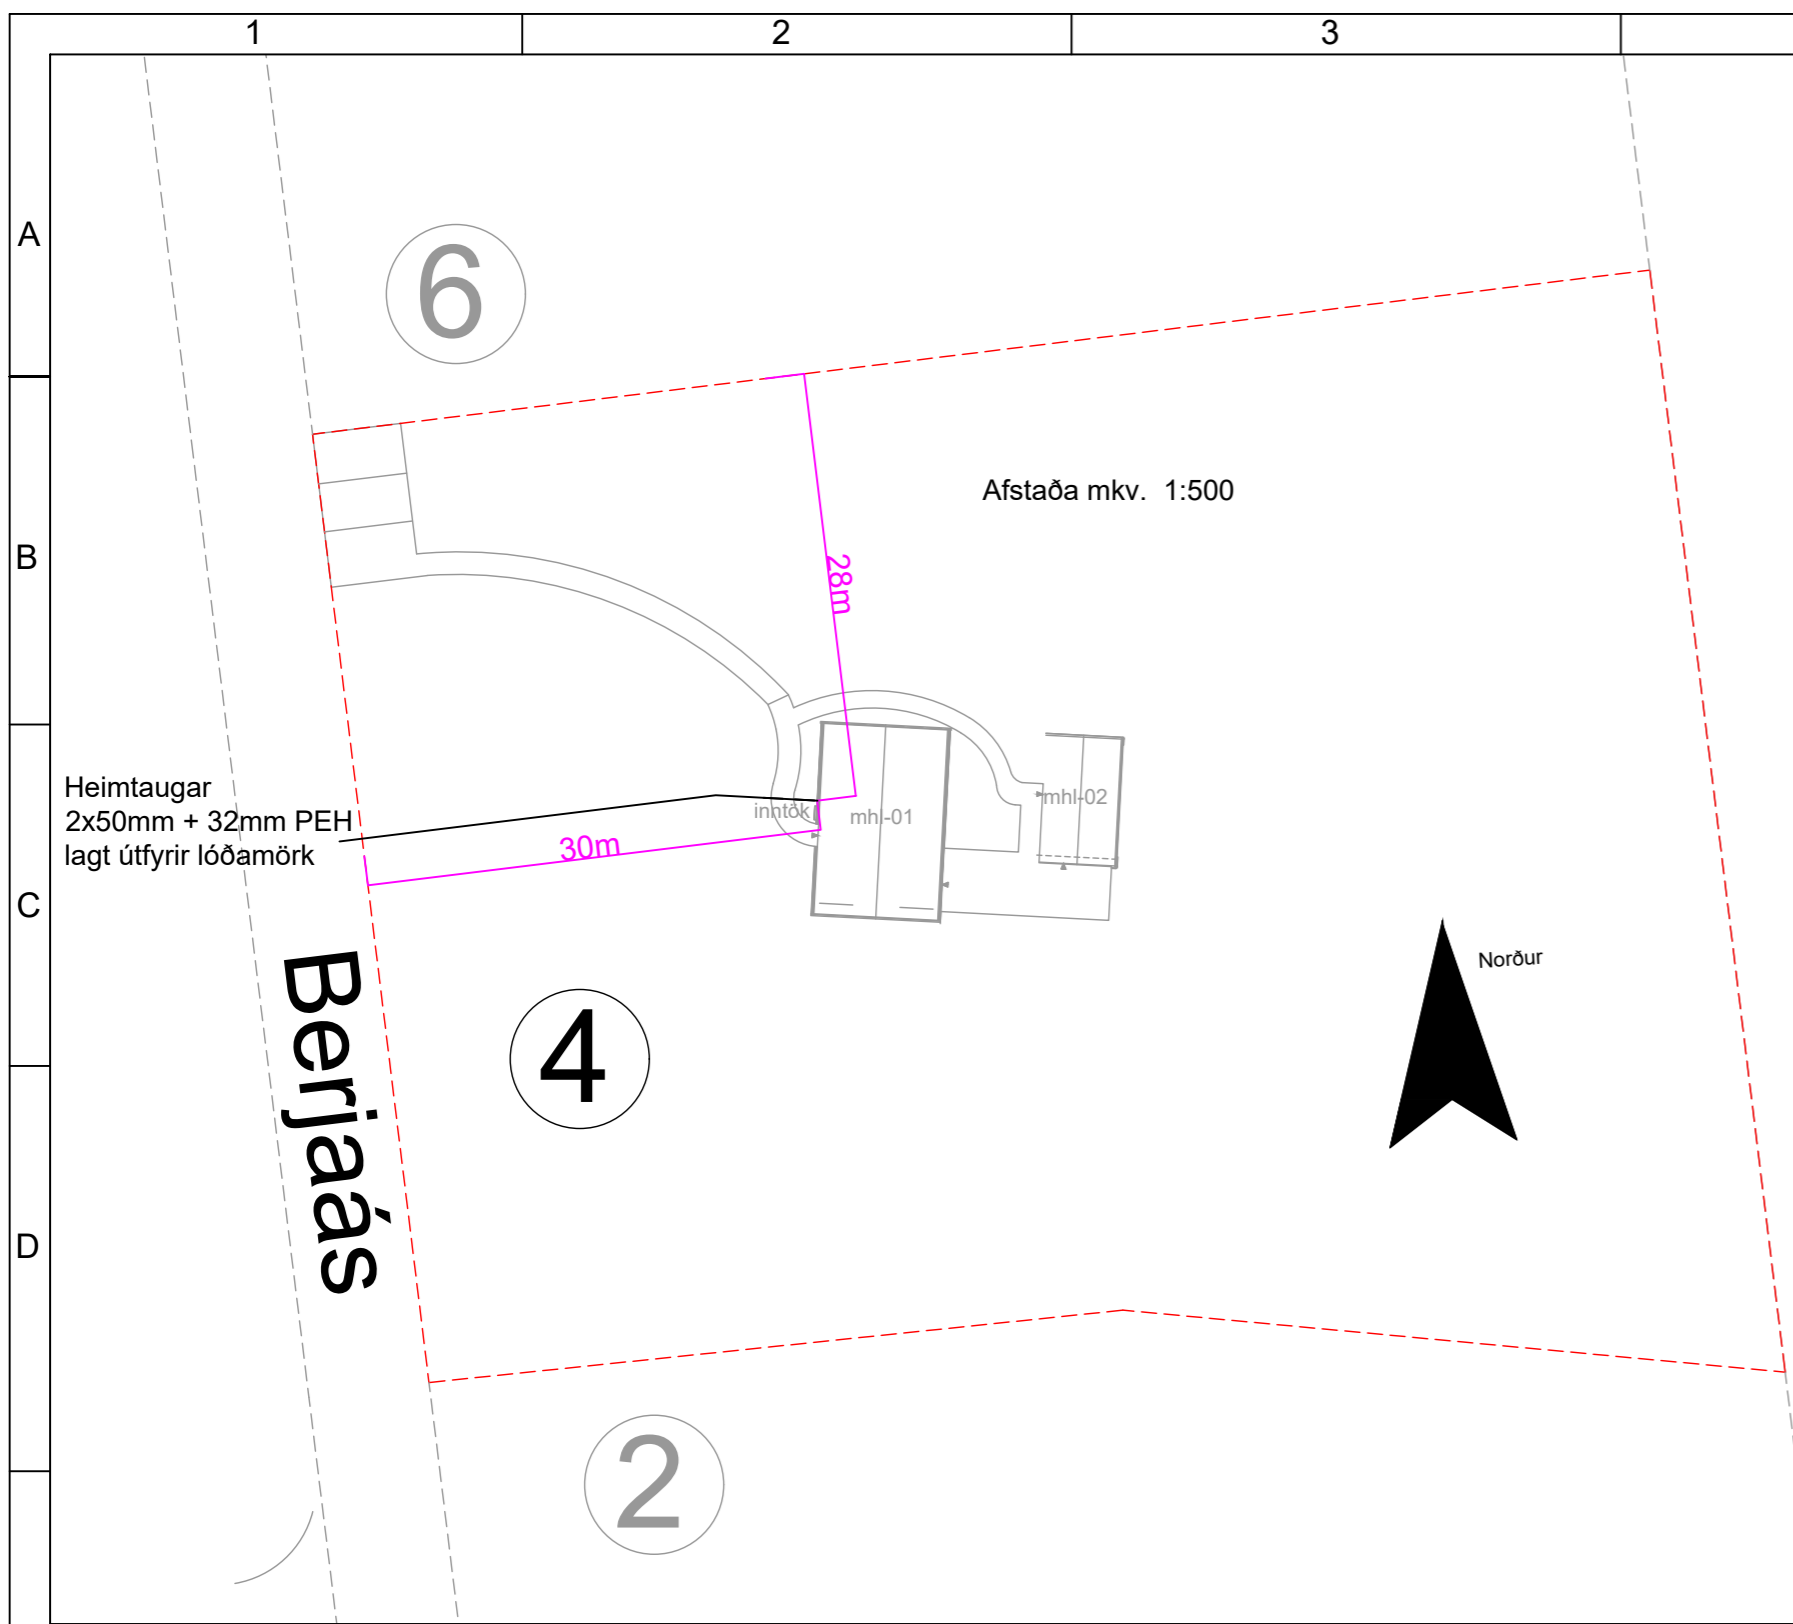 1
2
3
A
6
Afstaða mkv. 1:500
B
28m
Heimtaugar
2x50mm + 32mm PEH
lagt útfyrir lóðamörk
inntök
mhl-01
mhl-02
30m
C
Norður
Berjaás
4
D
2